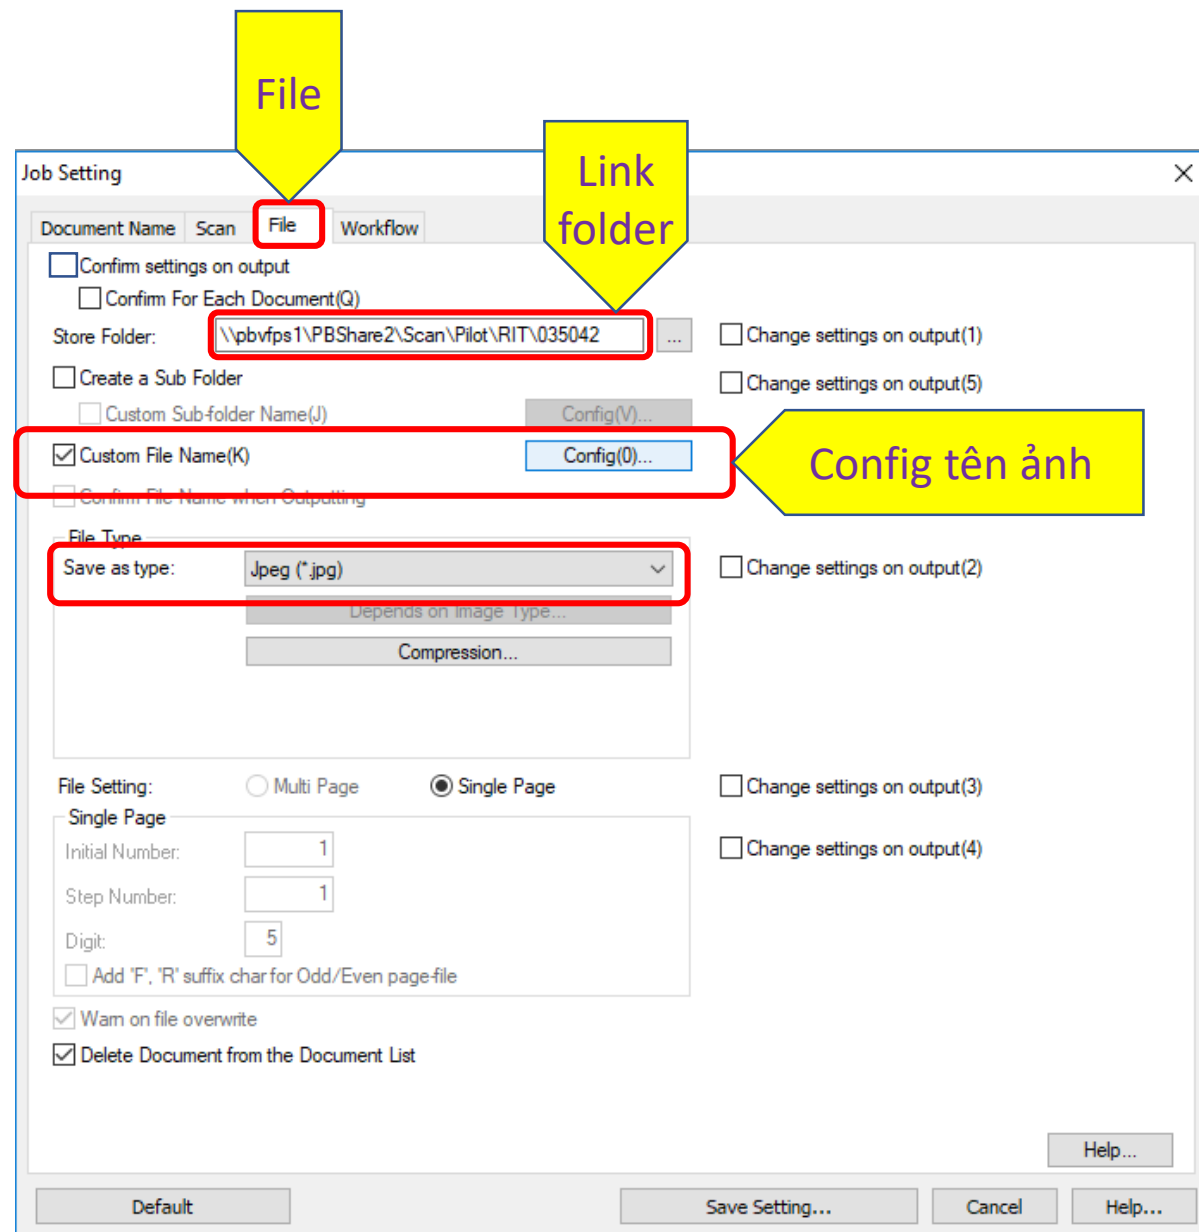 File
Link
folder
Job Setting
Document Name Scan File Workflow
Confirm settings on output
Confirm For Each Document(Q)
Store Folder: \\pbvfps1\PBShare2\Scan\Pilot\RIT\035042 ... Change settings on output(1)
Create a Sub Folder Change settings on output(5)
Custom Sub-folder Name(J) Config(V)...
Custom File Name(K) Config(0)... Config tên ảnh
Confirm File Name when Outputting
File Type
Save as type: Jpeg (*.jpg) Change settings on output(2)
Depends on Image Type...
Compression...
File Setting: Multi Page Single Page Change settings on output(3)
Single Page
Initial Number: 1 Change settings on output(4)
Step Number: 1
Digit: 5
Add "F", "R" suffix char for Odd/Even page-file
Warn on file overwrite
Delete Document from the Document List
Help...
Default Save Setting... Cancel Help...